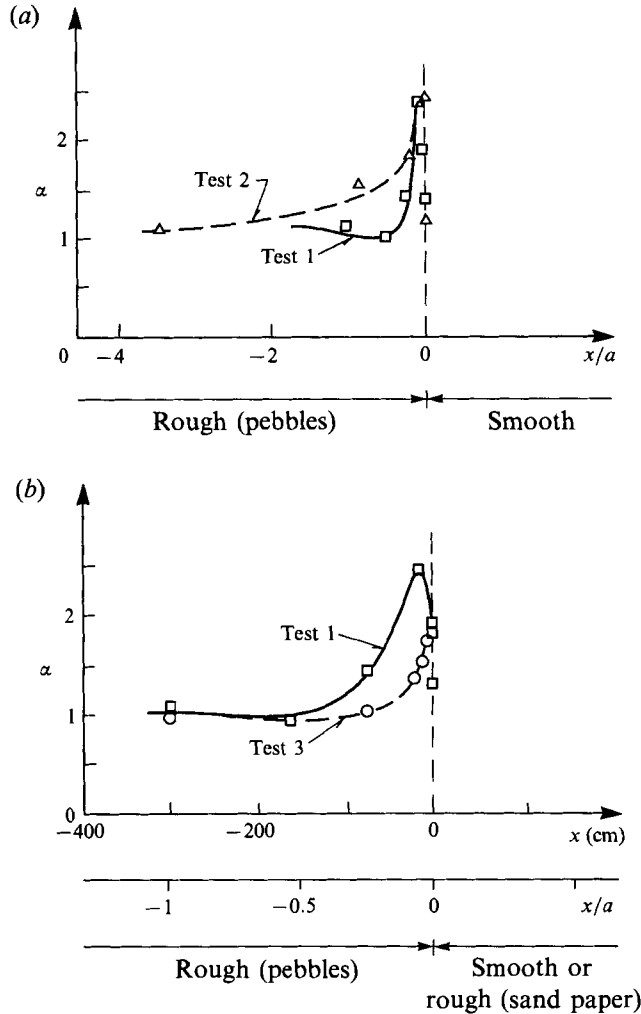 (a)
2
α
Test 2
1
Test 1
0
−4
−2
0
x/a
Rough (pebbles)
Smooth
(b)
2
Test 1
α
1
Test 3
0
−400
−200
0
x (cm)
−1
−0.5
0
x/a
Rough (pebbles)
Smooth or
rough (sand paper)